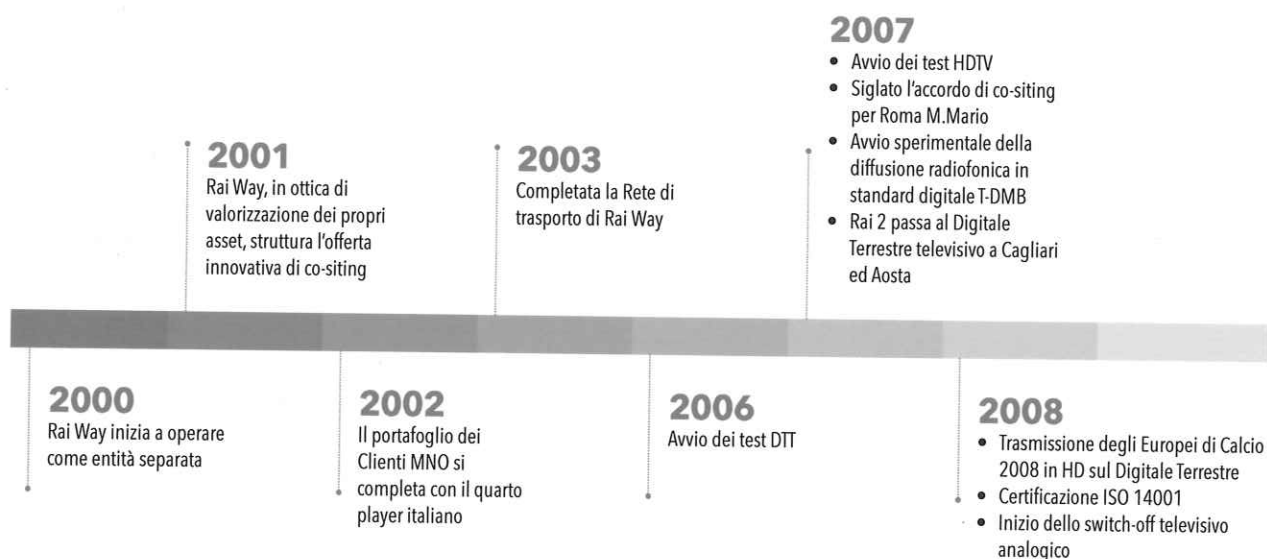 2007
• Avvio dei test HDTV
• Siglato l'accordo di co-siting
per Roma M.Mario
• Avvio sperimentale della
diffusione radiofonica in
standard digitale T-DMB
• Rai 2 passa al Digitale
Terrestre televisivo a Cagliari
ed Aosta
2001
Rai Way, in ottica di
valorizzazione dei propri
asset, struttura l'offerta
innovativa di co-siting
2003
Completata la Rete di
trasporto di Rai Way
2000
Rai Way inizia a operare
come entità separata
2002
Il portafoglio dei
Clienti MNO si
completa con il quarto
player italiano
2006
Avvio dei test DTT
2008
• Trasmissione degli Europei di Calcio
2008 in HD sul Digitale Terrestre
• Certificazione ISO 14001
• Inizio dello switch-off televisivo
analogico